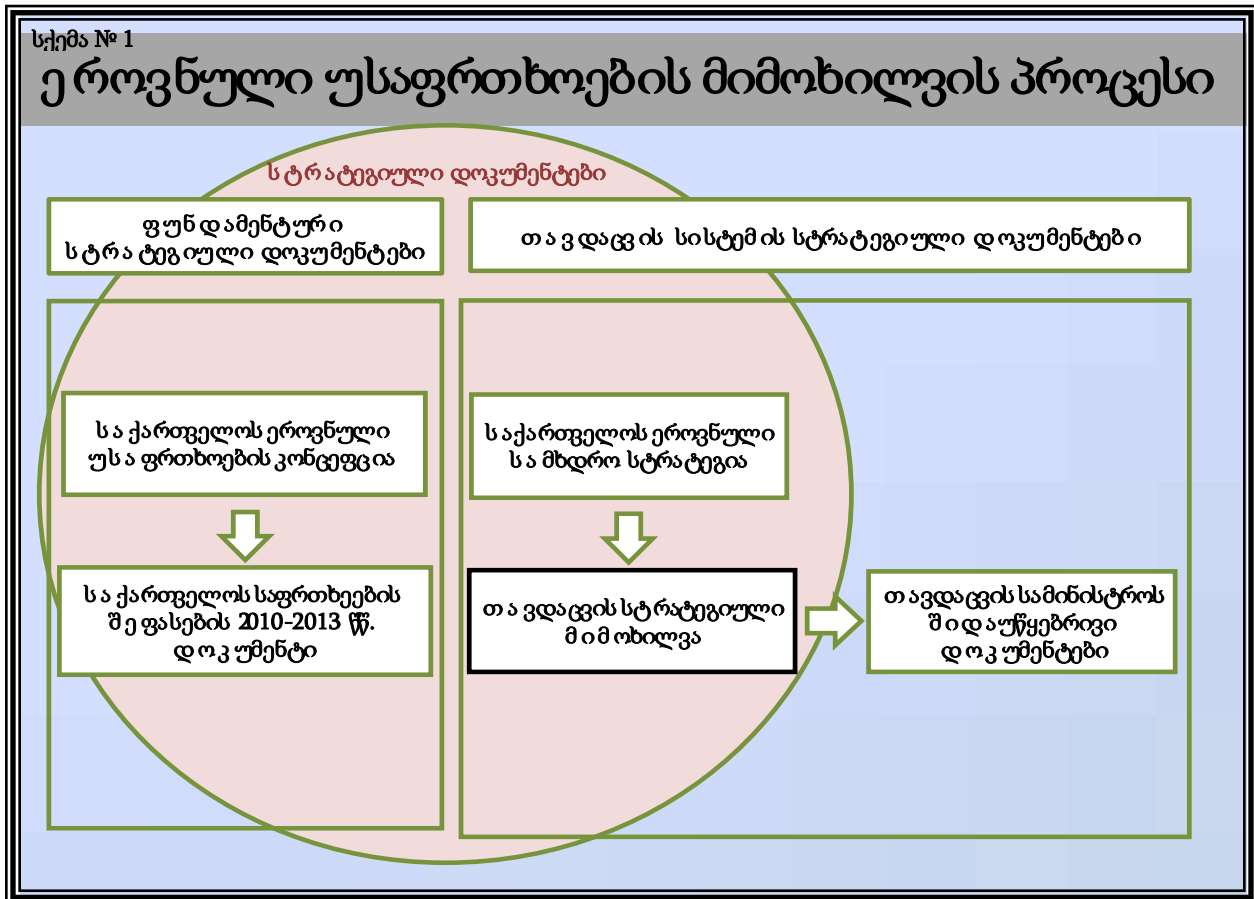 სქემა № 1
ეროვნული უსაფრთხოების მიმოხილვის პროცესი
სტრატეგიული დოკუმენტები
ფუნდამენტური
სტრატეგიული დოკუმენტები
თავდაცვის სისტემის სტრატეგიული დოკუმენტები
საქართველოს ეროვნული
უსაფრთხოების კონცეფცია
საქართველოს ეროვნული
სამხდრო სტრატეგია
საქართველოს საფრთხეების
შეფასების 2010-2013 წწ.
დოკუმენტი
თავდაცვის სტრატეგიული
მიმოხილვა
თავდაცვის სამინისტროს
შიდაუწყებრივი
დოკუმენტები